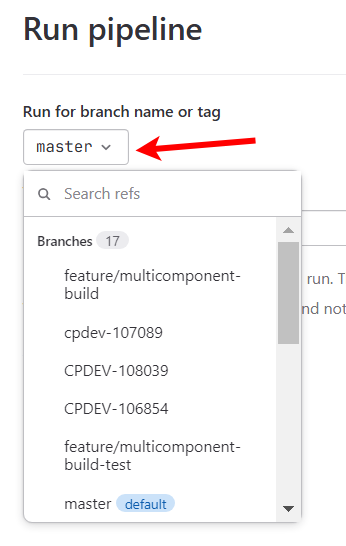 Run pipeline
Run for branch name or tag
master
Search refs
Branches 17
run. T
feature/multicomponent-
build
nd not
cpdev-107089
CPDEV-108039
CPDEV-106854
feature/multicomponent-
build-test
master default